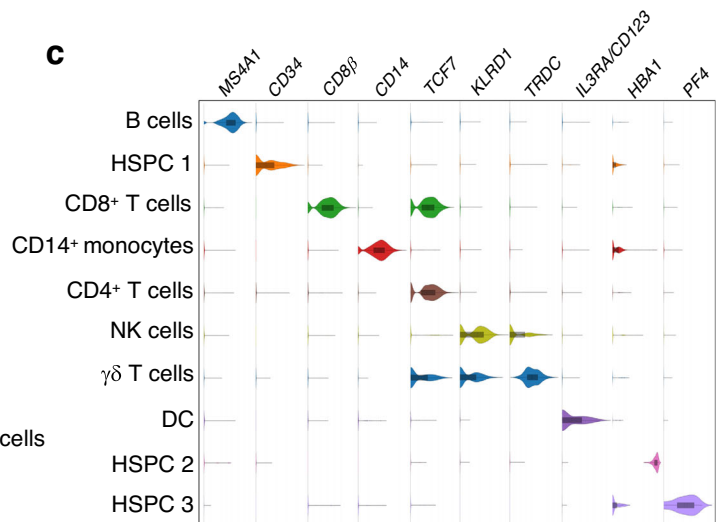 c
MS4A1 CD34 CD8β CD14 TCF7 KLRD1 TRDC IL3RA/CD123 HBA1 PF4
B cells
HSPC 1
CD8⁺ T cells
CD14⁺ monocytes
CD4⁺ T cells
NK cells
γδ T cells
DC
cells
HSPC 2
HSPC 3